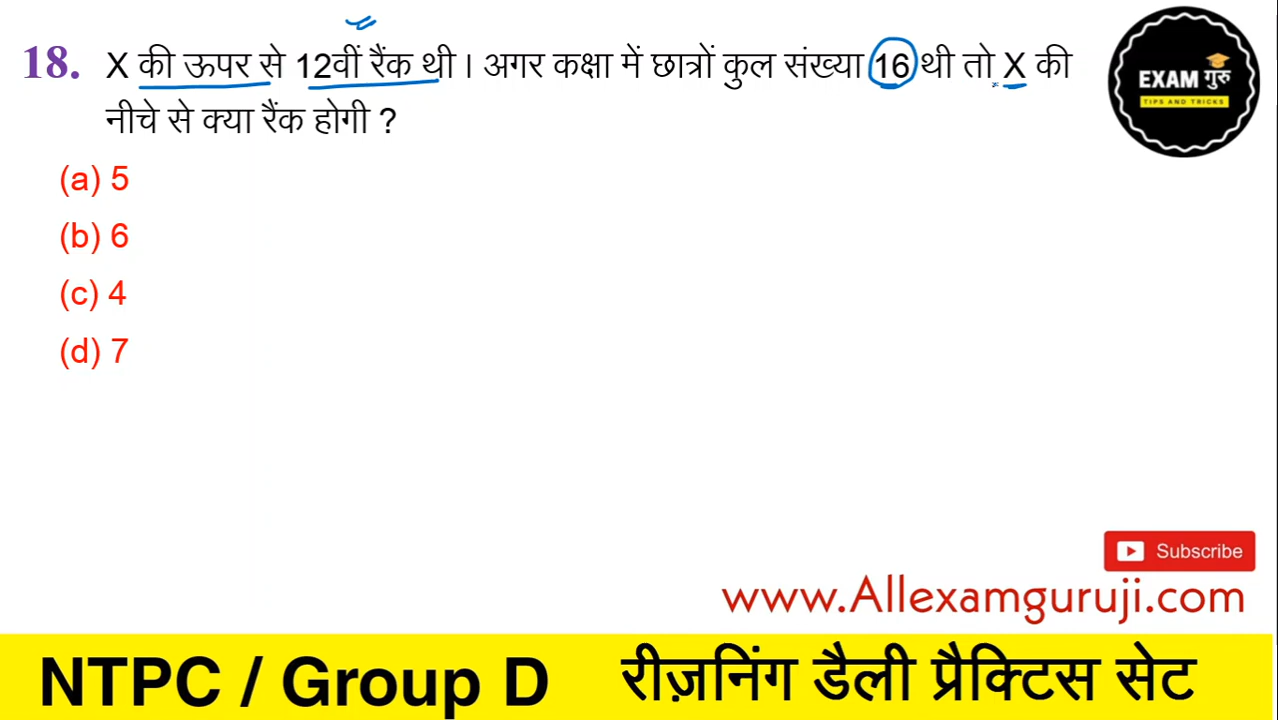 18. X की ऊपर से 12वीं रैंक थी। अगर कक्षा में छात्रों कुल संख्या 16 थी तो X की
नीचे से क्या रैंक होगी ?
(a) 5
(b) 6
(c) 4
(d) 7
EXAM गुरु
TIPS AND TRICKS
Subscribe
www.Allexamguruji.com
NTPC / Group D रीज़निंग डैली प्रैक्टिस सेट